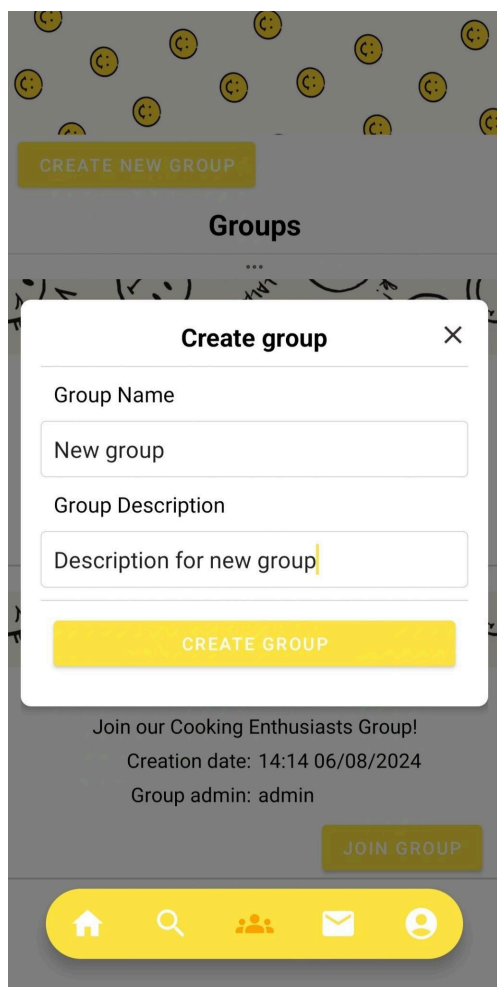 CREATE NEW GROUP
Groups
...
Create group
Group Name
New group
Group Description
Description for new group
CREATE GROUP
Join our Cooking Enthusiasts Group!
Creation date: 14:14 06/08/2024
Group admin: admin
JOIN GROUP